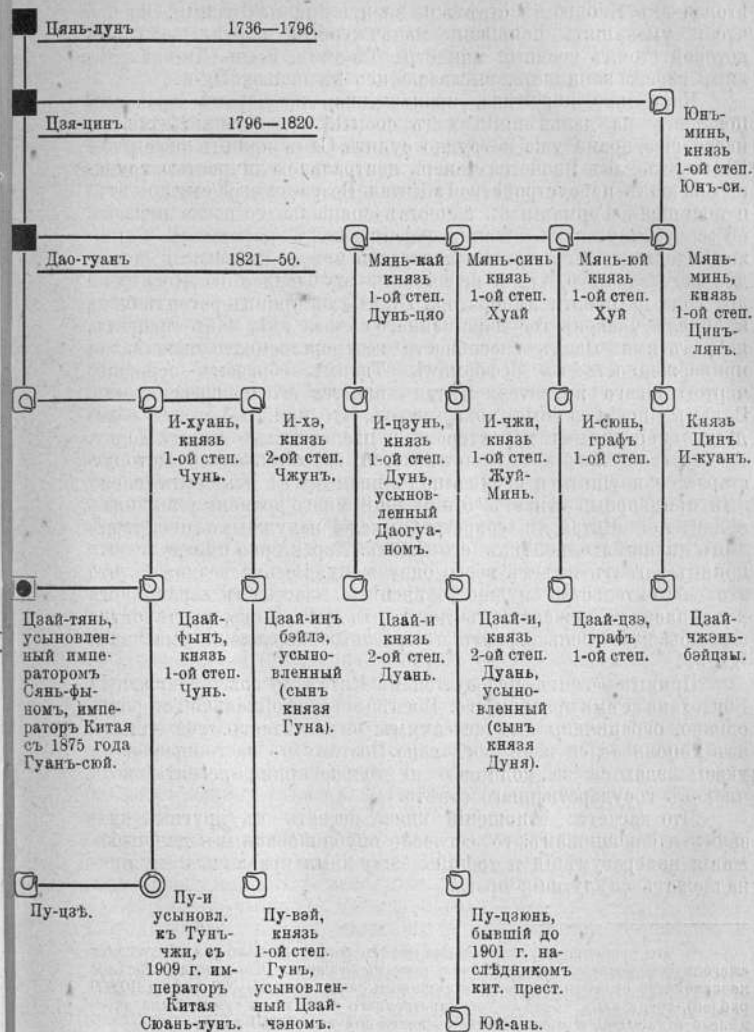 Цянь-лунъ 1736—1796.
Цзя-цинъ 1796—1820.
Юнъ-
минь,
князь
1-ой степ.
Юнъ-си.
Дао-гуанъ 1821—50.
Мянь-кай
князь
1-ой степ.
Дунь-цяо
Мянь-синь
князь
1-ой степ.
Хуай
Мянь-юй
князь
1-ой степ.
Хуй
Мянь-
минь,
князь
1-ой степ.
Цинъ-
лянъ.
И-хуань,
князь
1-ой степ.
Чунь.
И-хэ,
князь
2-ой степ.
Чжунъ.
И-цзунь,
князь
1-ой степ.
Дунь,
усынов-
ленный
Даогуа-
номъ.
И-чжи,
князь
1-ой степ.
Жуй-
Минь.
И-сюнь,
графъ
1-ой степ.
Князь
Цинъ
И-куанъ.
Цзай-тянь,
усыновлен-
ный импе-
раторомъ
Сянь-фы-
номъ, импе-
раторъ Китая
съ 1875 года
Гуанъ-сюй.
Цзай-
фынъ,
князь
1-ой степ.
Чунь.
Цзай-инъ
бэйлэ,
усыно-
вленный
(сынъ
князя
Гуна).
Цзай-и
князь
2-ой степ.
Дуань.
Цзай-и,
князь
2-ой степ.
Дуань,
усыно-
вленный
(сынъ
князя
Дуня).
Цзай-цзэ,
графъ
1-ой степ.
Цзай-
чжэнь-
бэйцзы.
Пу-цзѣ.
Пу-и
усыновл.
къ Тунъ-
чжи, съ
1909 г. им-
ператоръ
Китая
Сюань-тунъ.
Пу-вэй,
князь
1-ой степ.
Гунъ,
усыновлен-
ный Цзай-
чэномъ.
Пу-цзюнь,
бывшій до
1901 г. на-
слѣдникомъ
кит. прест.
Юй-ань.